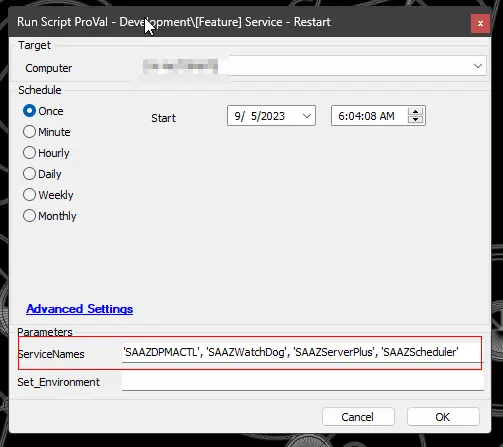 Run Script ProVal - Development\[Feature] Service - Restart
Target
Computer
Schedule
Once
Start
9/ 5/2023
6:04:08 AM
Minute
Hourly
Daily
Weekly
Monthly
Advanced Settings
Parameters
ServiceNames 'SAAZDPMACTL', 'SAAZWatchDog', 'SAAZServerPlus', 'SAAZScheduler'
Set_Environment
Cancel
OK